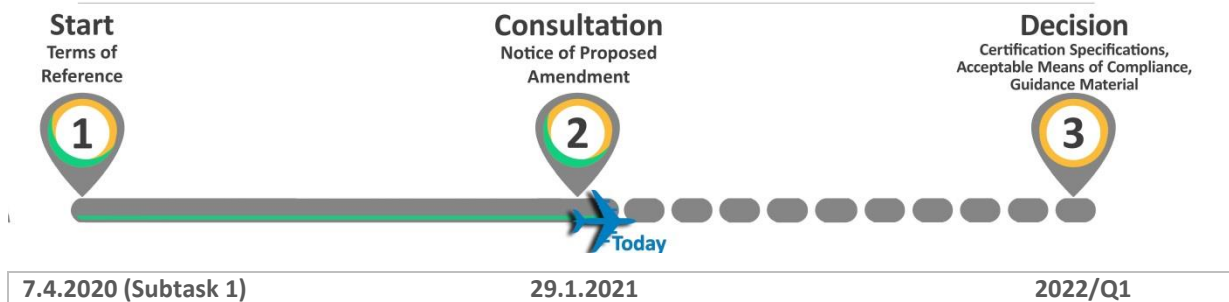 Start
Terms of
Reference
1
Consultation
Notice of Proposed
Amendment
2
Decision
Certification Specifications,
Acceptable Means of Compliance,
Guidance Material
3
Today
7.4.2020 (Subtask 1) 29.1.2021 2022/Q1